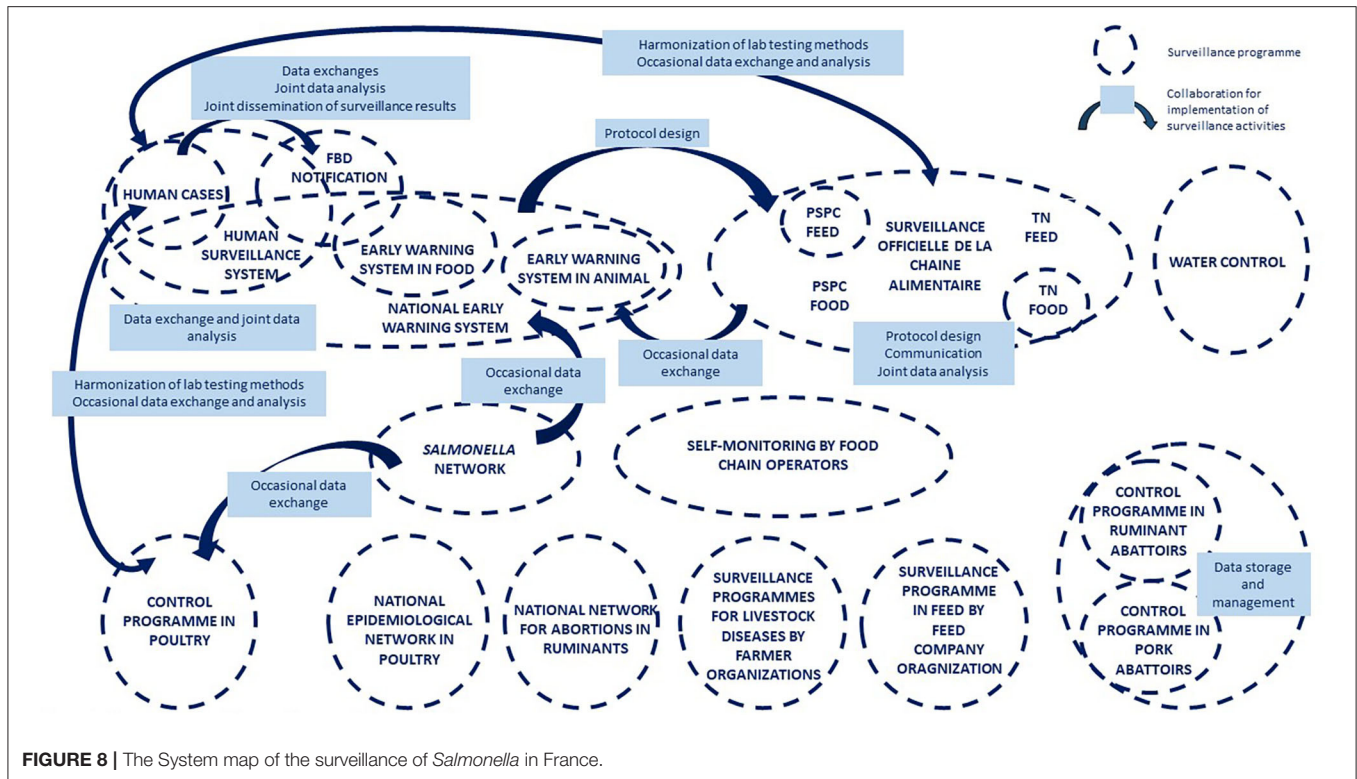 Harmonization of lab testing methods
Occasional data exchange and analysis
Surveillance programme
Collaboration for
implementation of
surveillance activities
Data exchanges
Joint data analysis
Joint dissemination of surveillance results
Protocol design
HUMAN CASES
FBD
NOTIFICATION
HUMAN
SURVEILLANCE
SYSTEM
EARLY WARNING
SYSTEM IN FOOD
EARLY WARNING
SYSTEM IN ANIMAL
NATIONAL EARLY
WARNING SYSTEM
PSPC
FEED
SURVEILLANCE
OFFICIELLE DE LA
CHAINE
ALIMENTAIRE
TN
FEED
PSPC
FOOD
TN
FOOD
WATER CONTROL
Data exchange and joint data
analysis
Protocol design
Communication
Joint data analysis
Occasional data
exchange
Occasional data
exchange
Harmonization of lab testing methods
Occasional data exchange and analysis
SALMONELLA
NETWORK
SELF-MONITORING BY FOOD
CHAIN OPERATORS
Occasional data
exchange
CONTROL
PROGRAMME IN
POULTRY
NATIONAL
EPIDEMIOLOGICAL
NETWORK IN
POULTRY
NATIONAL NETWORK
FOR ABORTIONS IN
RUMINANTS
SURVEILLANCE
PROGRAMMES
FOR LIVESTOCK
DISEASES BY
FARMER
ORGANIZATIONS
SURVEILLANCE
PROGRAMME
IN FEED BY
FEED
COMPANY
ORAGNIZATION
CONTROL
PROGRAMME IN
RUMINANT
ABATTOIRS
Data storage
and
management
CONTROL
PROGRAMME IN
PORK
ABATTOIRS
FIGURE 8 | The System map of the surveillance of Salmonella in France.